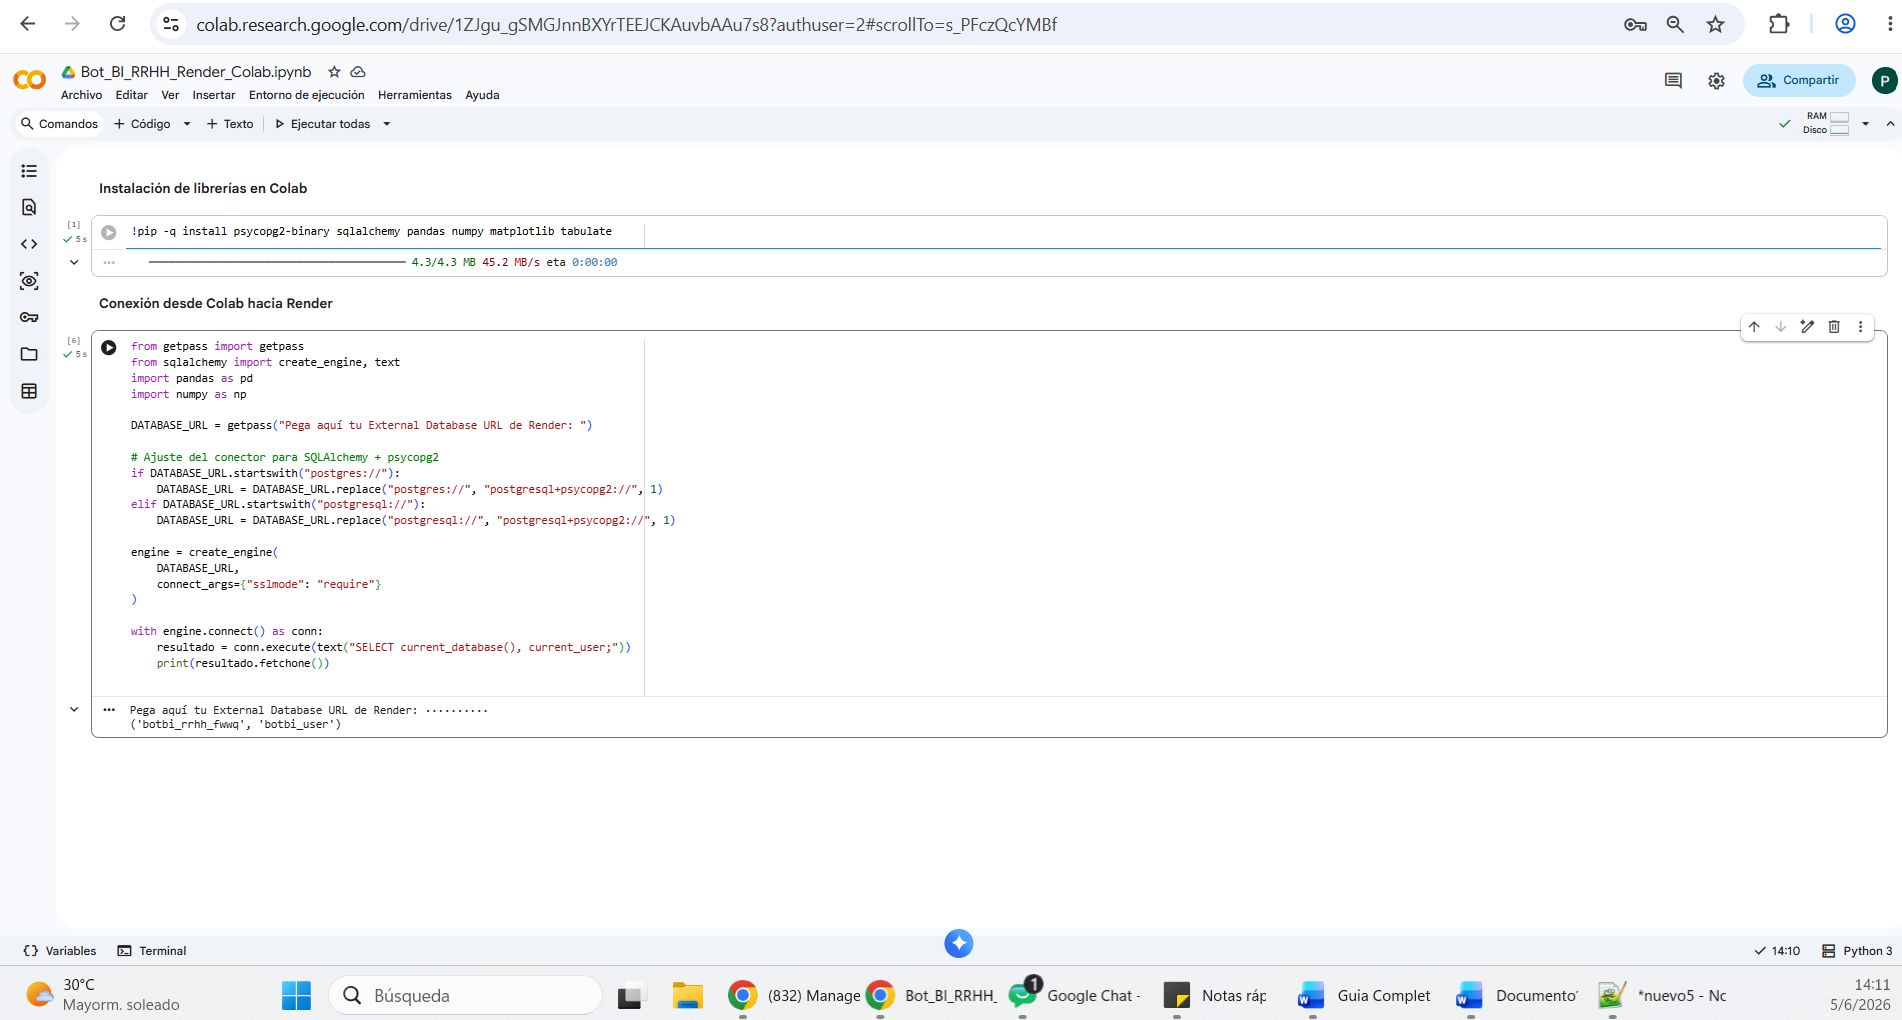 colab.research.google.com/drive/1ZJgu_gSMGJnnBXYrTEEJCKAuvbAAu7s8?authuser=2#scrollTo=s_PFczQcYMBf
Bot_BI_RRHH_Render_Colab.ipynb
Archivo Editar Ver Insertar Entorno de ejecución Herramientas Ayuda
Compartir
P
Comandos + Código + Texto Ejecutar todas
RAM
Disco
Instalación de librerías en Colab
[1]
5 s
!pip -q install psycopg2-binary sqlalchemy pandas numpy matplotlib tabulate
4.3/4.3 MB 45.2 MB/s eta 0:00:00
Conexión desde Colab hacia Render
[6]
5 s
from getpass import getpass
from sqlalchemy import create_engine, text
import pandas as pd
import numpy as np
DATABASE_URL = getpass("Pega aquí tu External Database URL de Render: ")
# Ajuste del conector para SQLAlchemy + psycopg2
if DATABASE_URL.startswith("postgres://"):
    DATABASE_URL = DATABASE_URL.replace("postgres://", "postgresql+psycopg2://", 1)
elif DATABASE_URL.startswith("postgresql://"):
    DATABASE_URL = DATABASE_URL.replace("postgresql://", "postgresql+psycopg2://", 1)
engine = create_engine(
    DATABASE_URL,
    connect_args={"sslmode": "require"}
)
with engine.connect() as conn:
    resultado = conn.execute(text("SELECT current_database(), current_user;"))
    print(resultado.fetchone())
Pega aquí tu External Database URL de Render: ··········
('botbi_rrhh_fwwq', 'botbi_user')
{} Variables Terminal
14:10 Python 3
30°C
Mayorm. soleado
Búsqueda
(832) Manage
Bot_BI_RRHH_
1
Google Chat -
Notas ráp
Guia Complet
Documento
*nuevo5 - Nc
14:11
5/6/2026